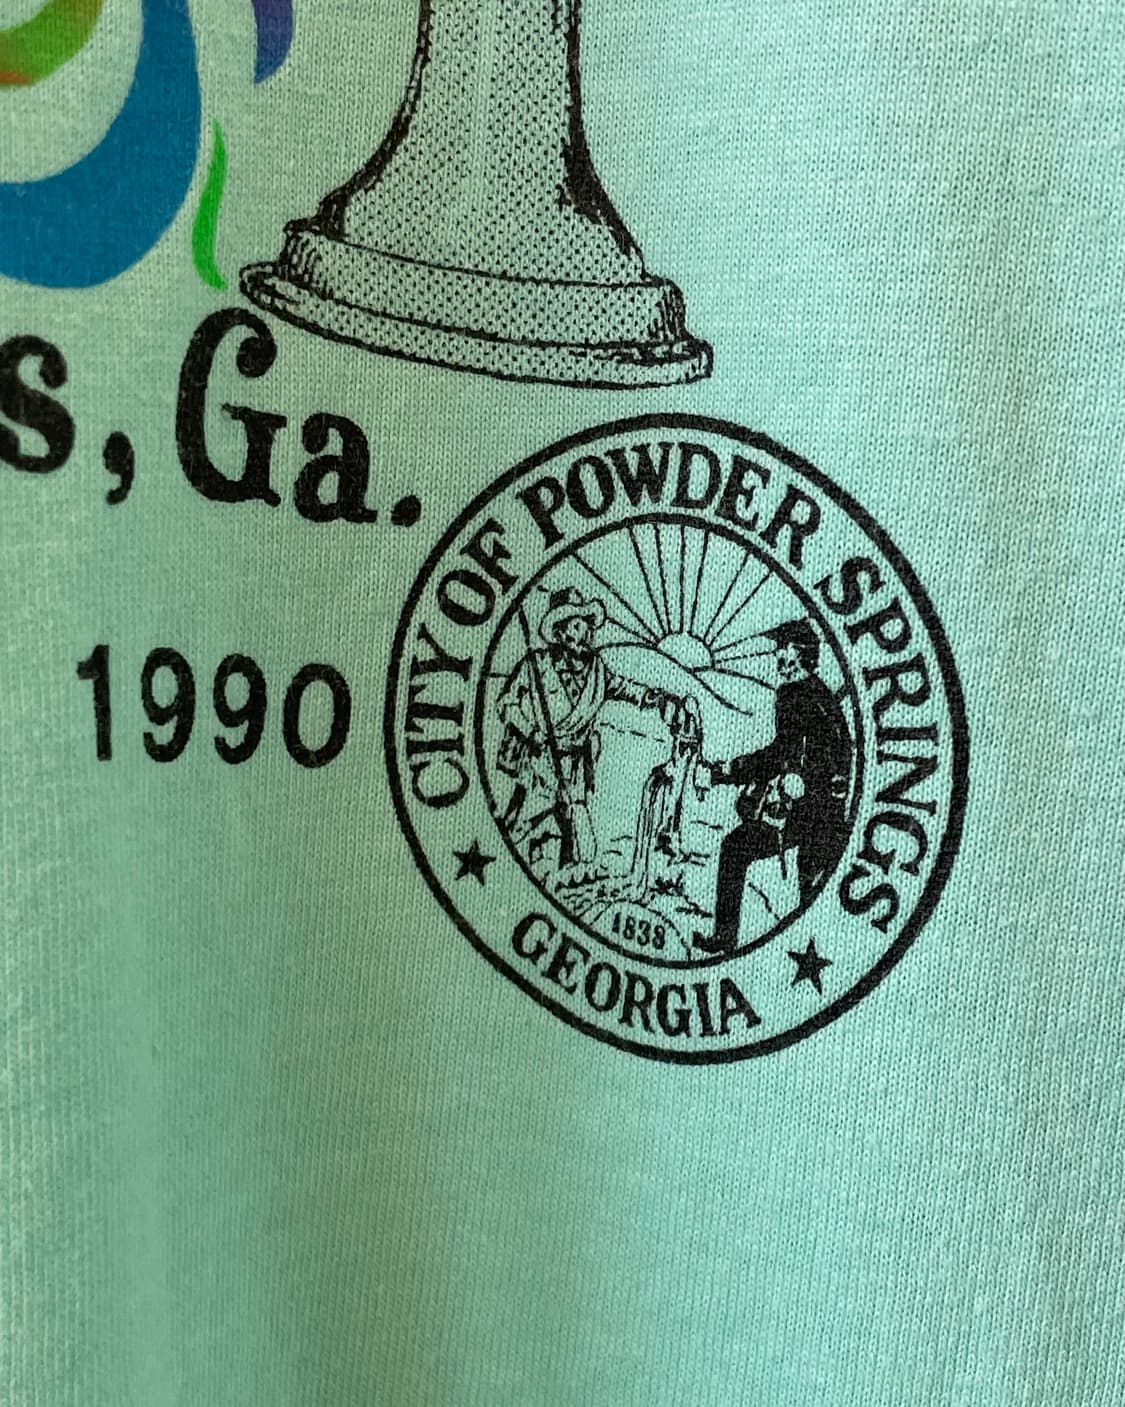 s, Ga.
1990
CITY OF POWDER SPRINGS
1838
GEORGIA